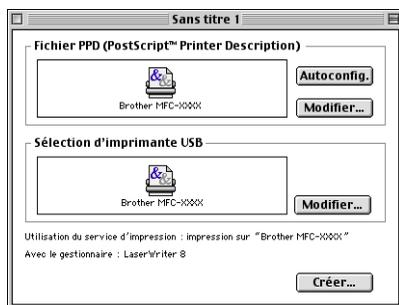 Sans titre 1
Fichier PPD (PostScript™ Printer Description)
Brother MFC-XXXX
Autoconfig.
Modifier...
Sélection d'imprimante USB
Brother MFC-XXXX
Modifier...
Utilisation du service d'impression : impression sur "Brother MFC-XXXX"
Avec le gestionnaire : LaserWriter 8
Créer...